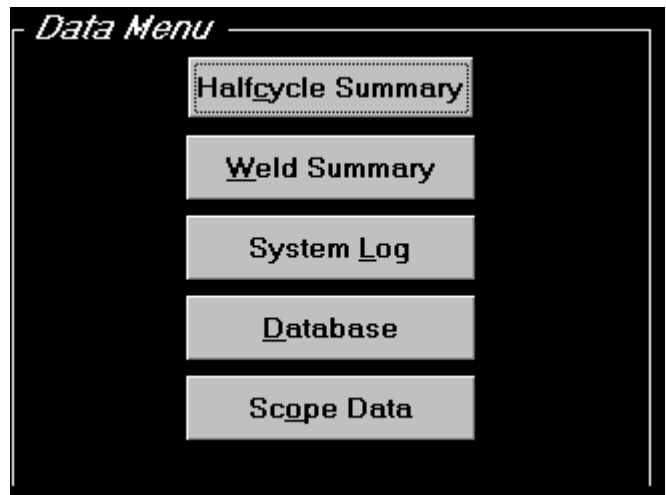 Data Menu
Halfcycle Summary
Weld Summary
System Log
Database
Scope Data